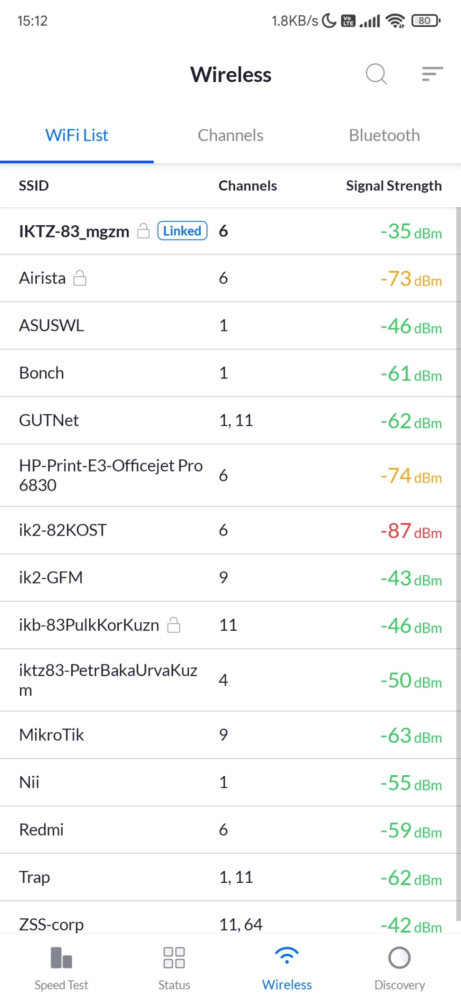 15:12 1.8KB/s Vo LTE 80
Wireless
WiFi List Channels Bluetooth
SSID Channels Signal Strength
IKTZ-83_mgzm Linked 6 -35 dBm
Airista 6 -73 dBm
ASUSWL 1 -46 dBm
Bonch 1 -61 dBm
GUTNet 1, 11 -62 dBm
HP-Print-E3-Officejet Pro
6830 6 -74 dBm
ik2-82KOST 6 -87 dBm
ik2-GFM 9 -43 dBm
ikb-83PulkKorKuzn 11 -46 dBm
iktz83-PetrBakaUrvaKuz
m 4 -50 dBm
MikroTik 9 -63 dBm
Nii 1 -55 dBm
Redmi 6 -59 dBm
Trap 1, 11 -62 dBm
ZSS-corp 11, 64 -42 dBm
Speed Test Status Wireless Discovery